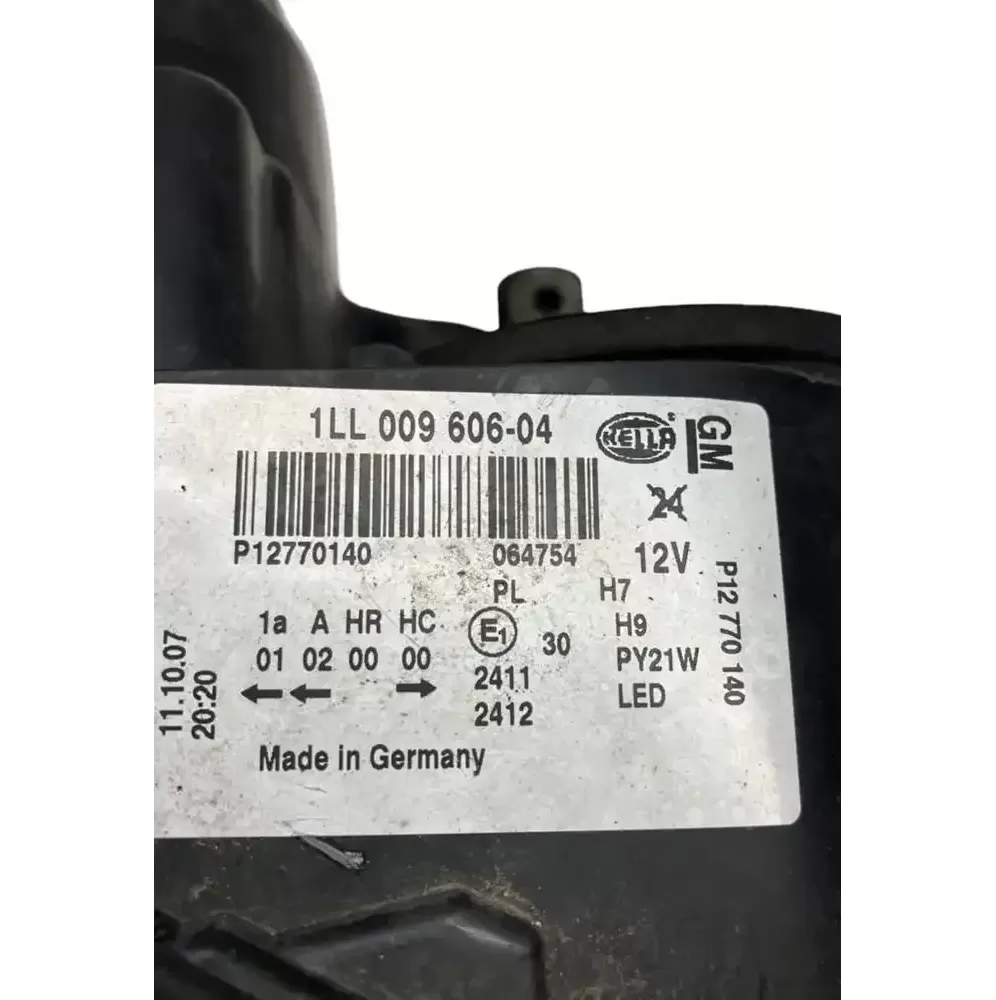 1LL 009 606-04
HELLA
GM
24
P12770140 064754
12V
PL H7
1a A HR HC E1 30 H9
01 02 00 00 PY21W
2411 LED
2412
Made in Germany
11.10.07
20:20
P12 770 140